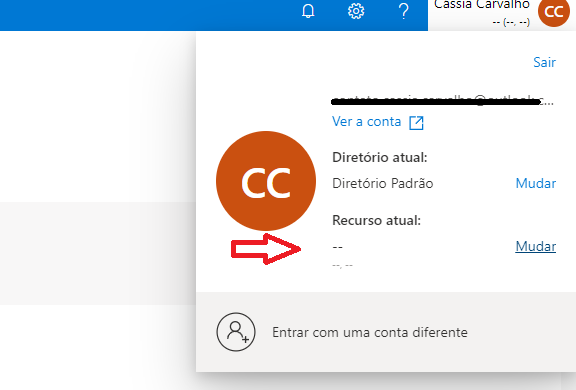 Cassia Carvalho
-- (--, --)
CC
Sair
Ver a conta
Diretório atual:
CC
Diretório Padrão
Mudar
Recurso atual:
--
Mudar
--, --
Entrar com uma conta diferente